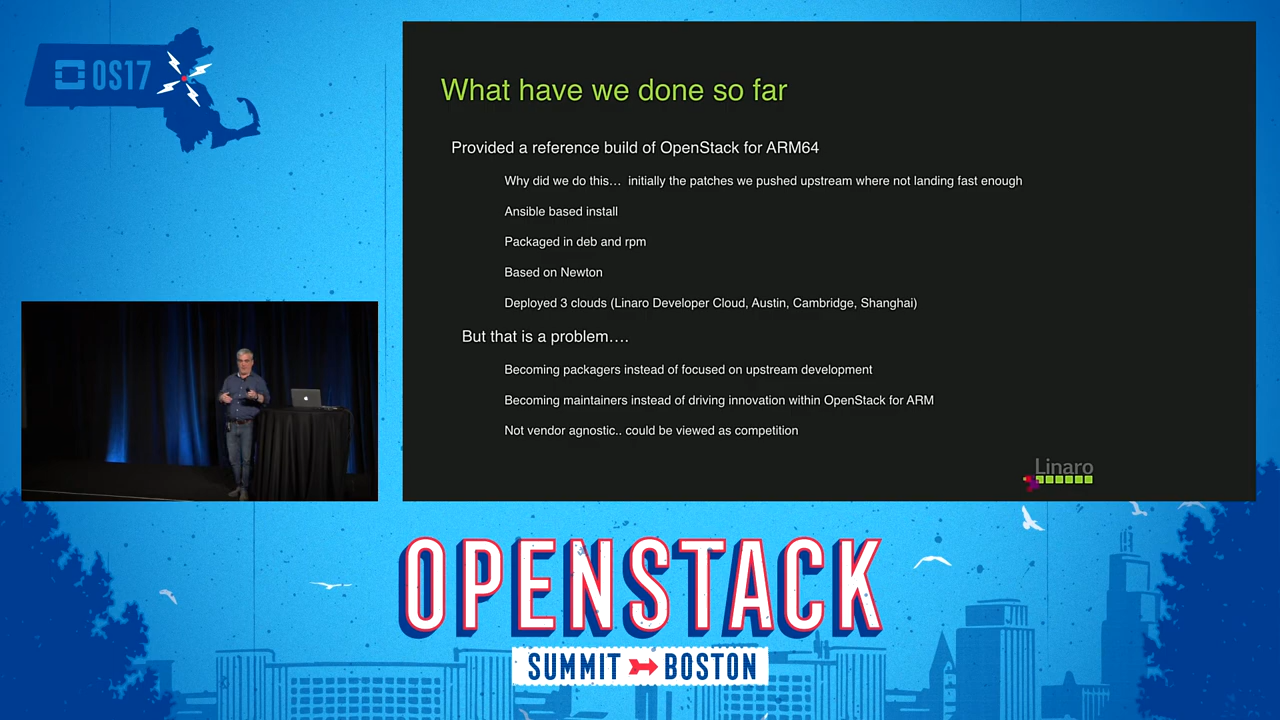 OS17
What have we done so far
Provided a reference build of OpenStack for ARM64
Why did we do this… initially the patches we pushed upstream where not landing fast enough
Ansible based install
Packaged in deb and rpm
Based on Newton
Deployed 3 clouds (Linaro Developer Cloud, Austin, Cambridge, Shanghai)
But that is a problem….
Becoming packagers instead of focused on upstream development
Becoming maintainers instead of driving innovation within OpenStack for ARM
Not vendor agnostic.. could be viewed as competition
Linaro
OPENSTACK
SUMMIT BOSTON